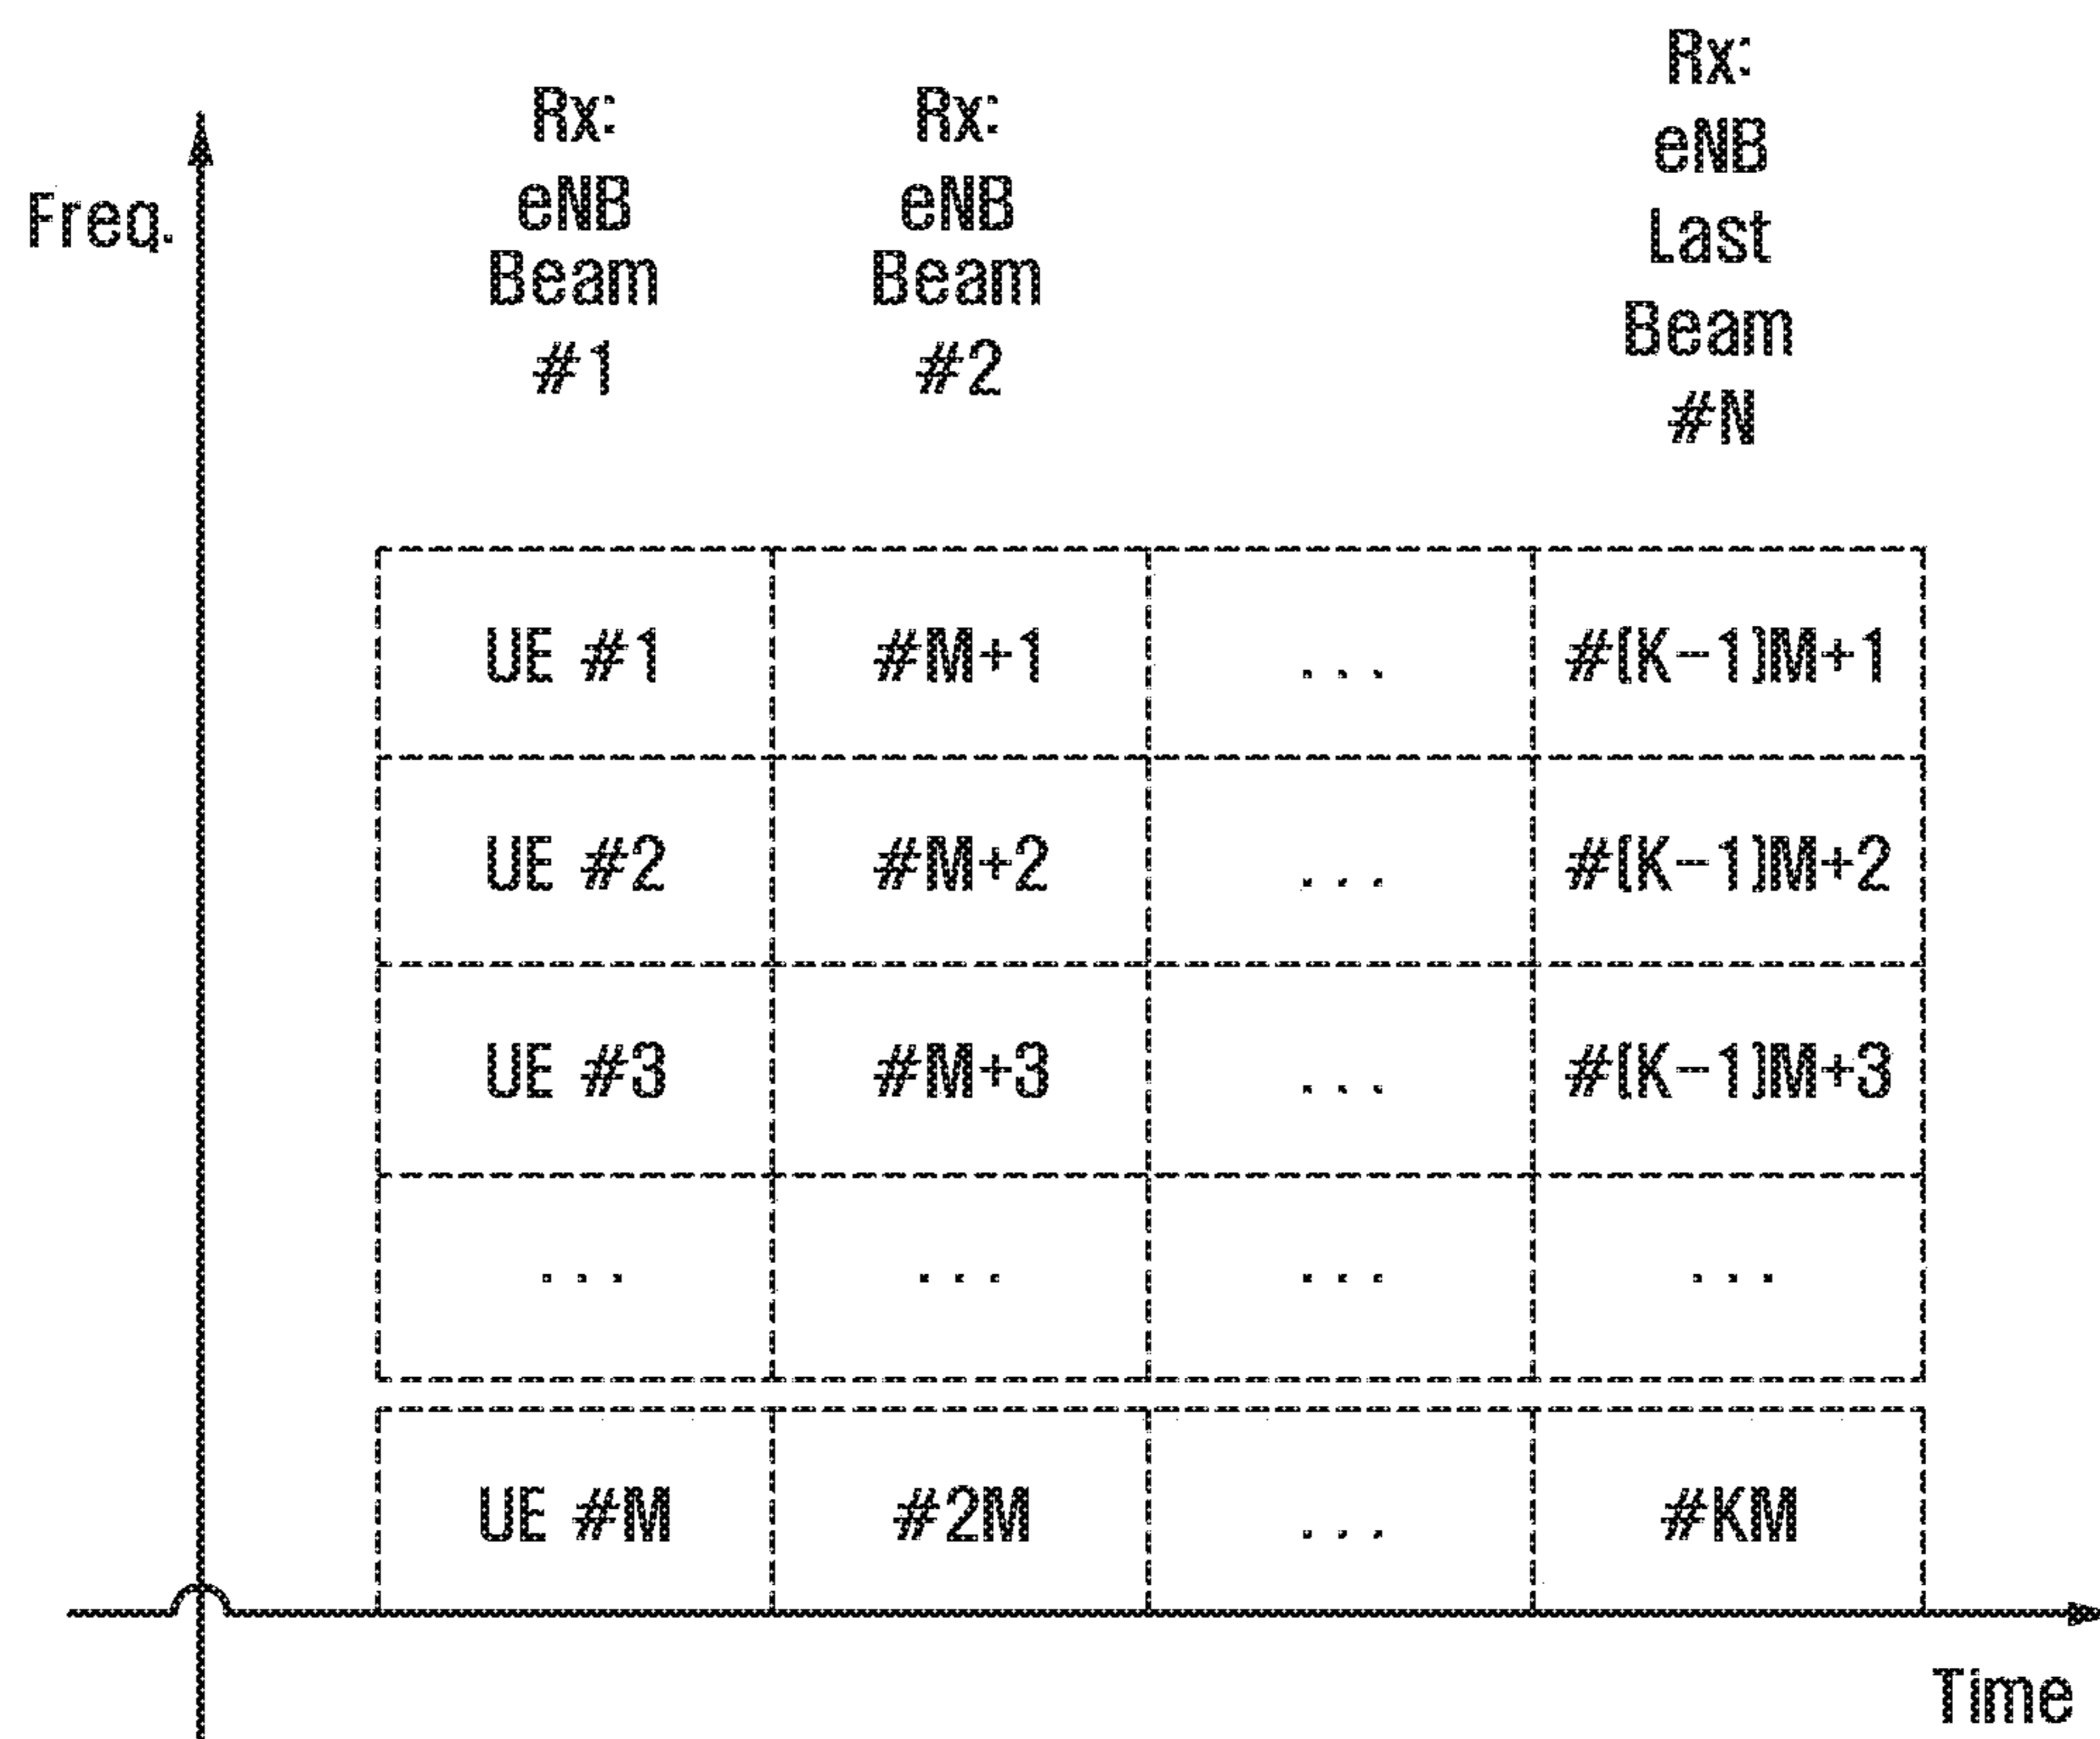 Freq.
Rx:
eNB
Beam
#1
Rx:
eNB
Beam
#2
Rx:
eNB
Last
Beam
#N
UE #1 #M+1 ... #(K-1)M+1
UE #2 #M+2 ... #(K-1)M+2
UE #3 #M+3 ... #(K-1)M+3
... ... ... ...
UE #M #2M ... #KM
Time